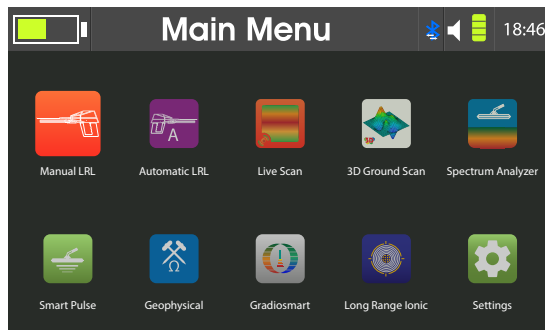 Main Menu 18:46
A
Manual LRL Automatic LRL Live Scan 3D Ground Scan Spectrum Analyzer
Ω
Smart Pulse Geophysical Gradiosmart Long Range Ionic Settings